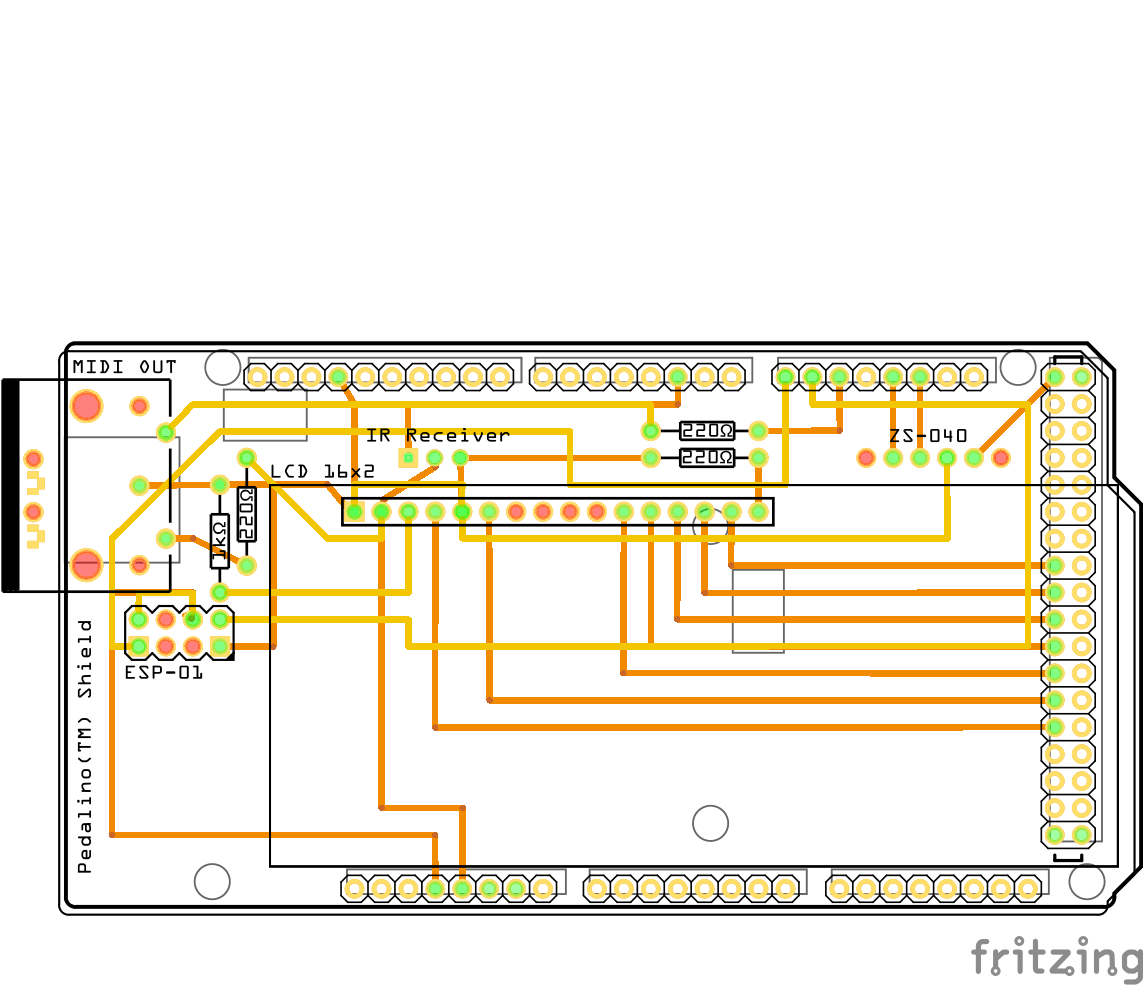 MIDI OUT
IR Receiver
220Ω
220Ω
ZS-040
LCD 16x2
220Ω
1kΩ
ESP-01
Pedalino(TM) Shield
fritzing